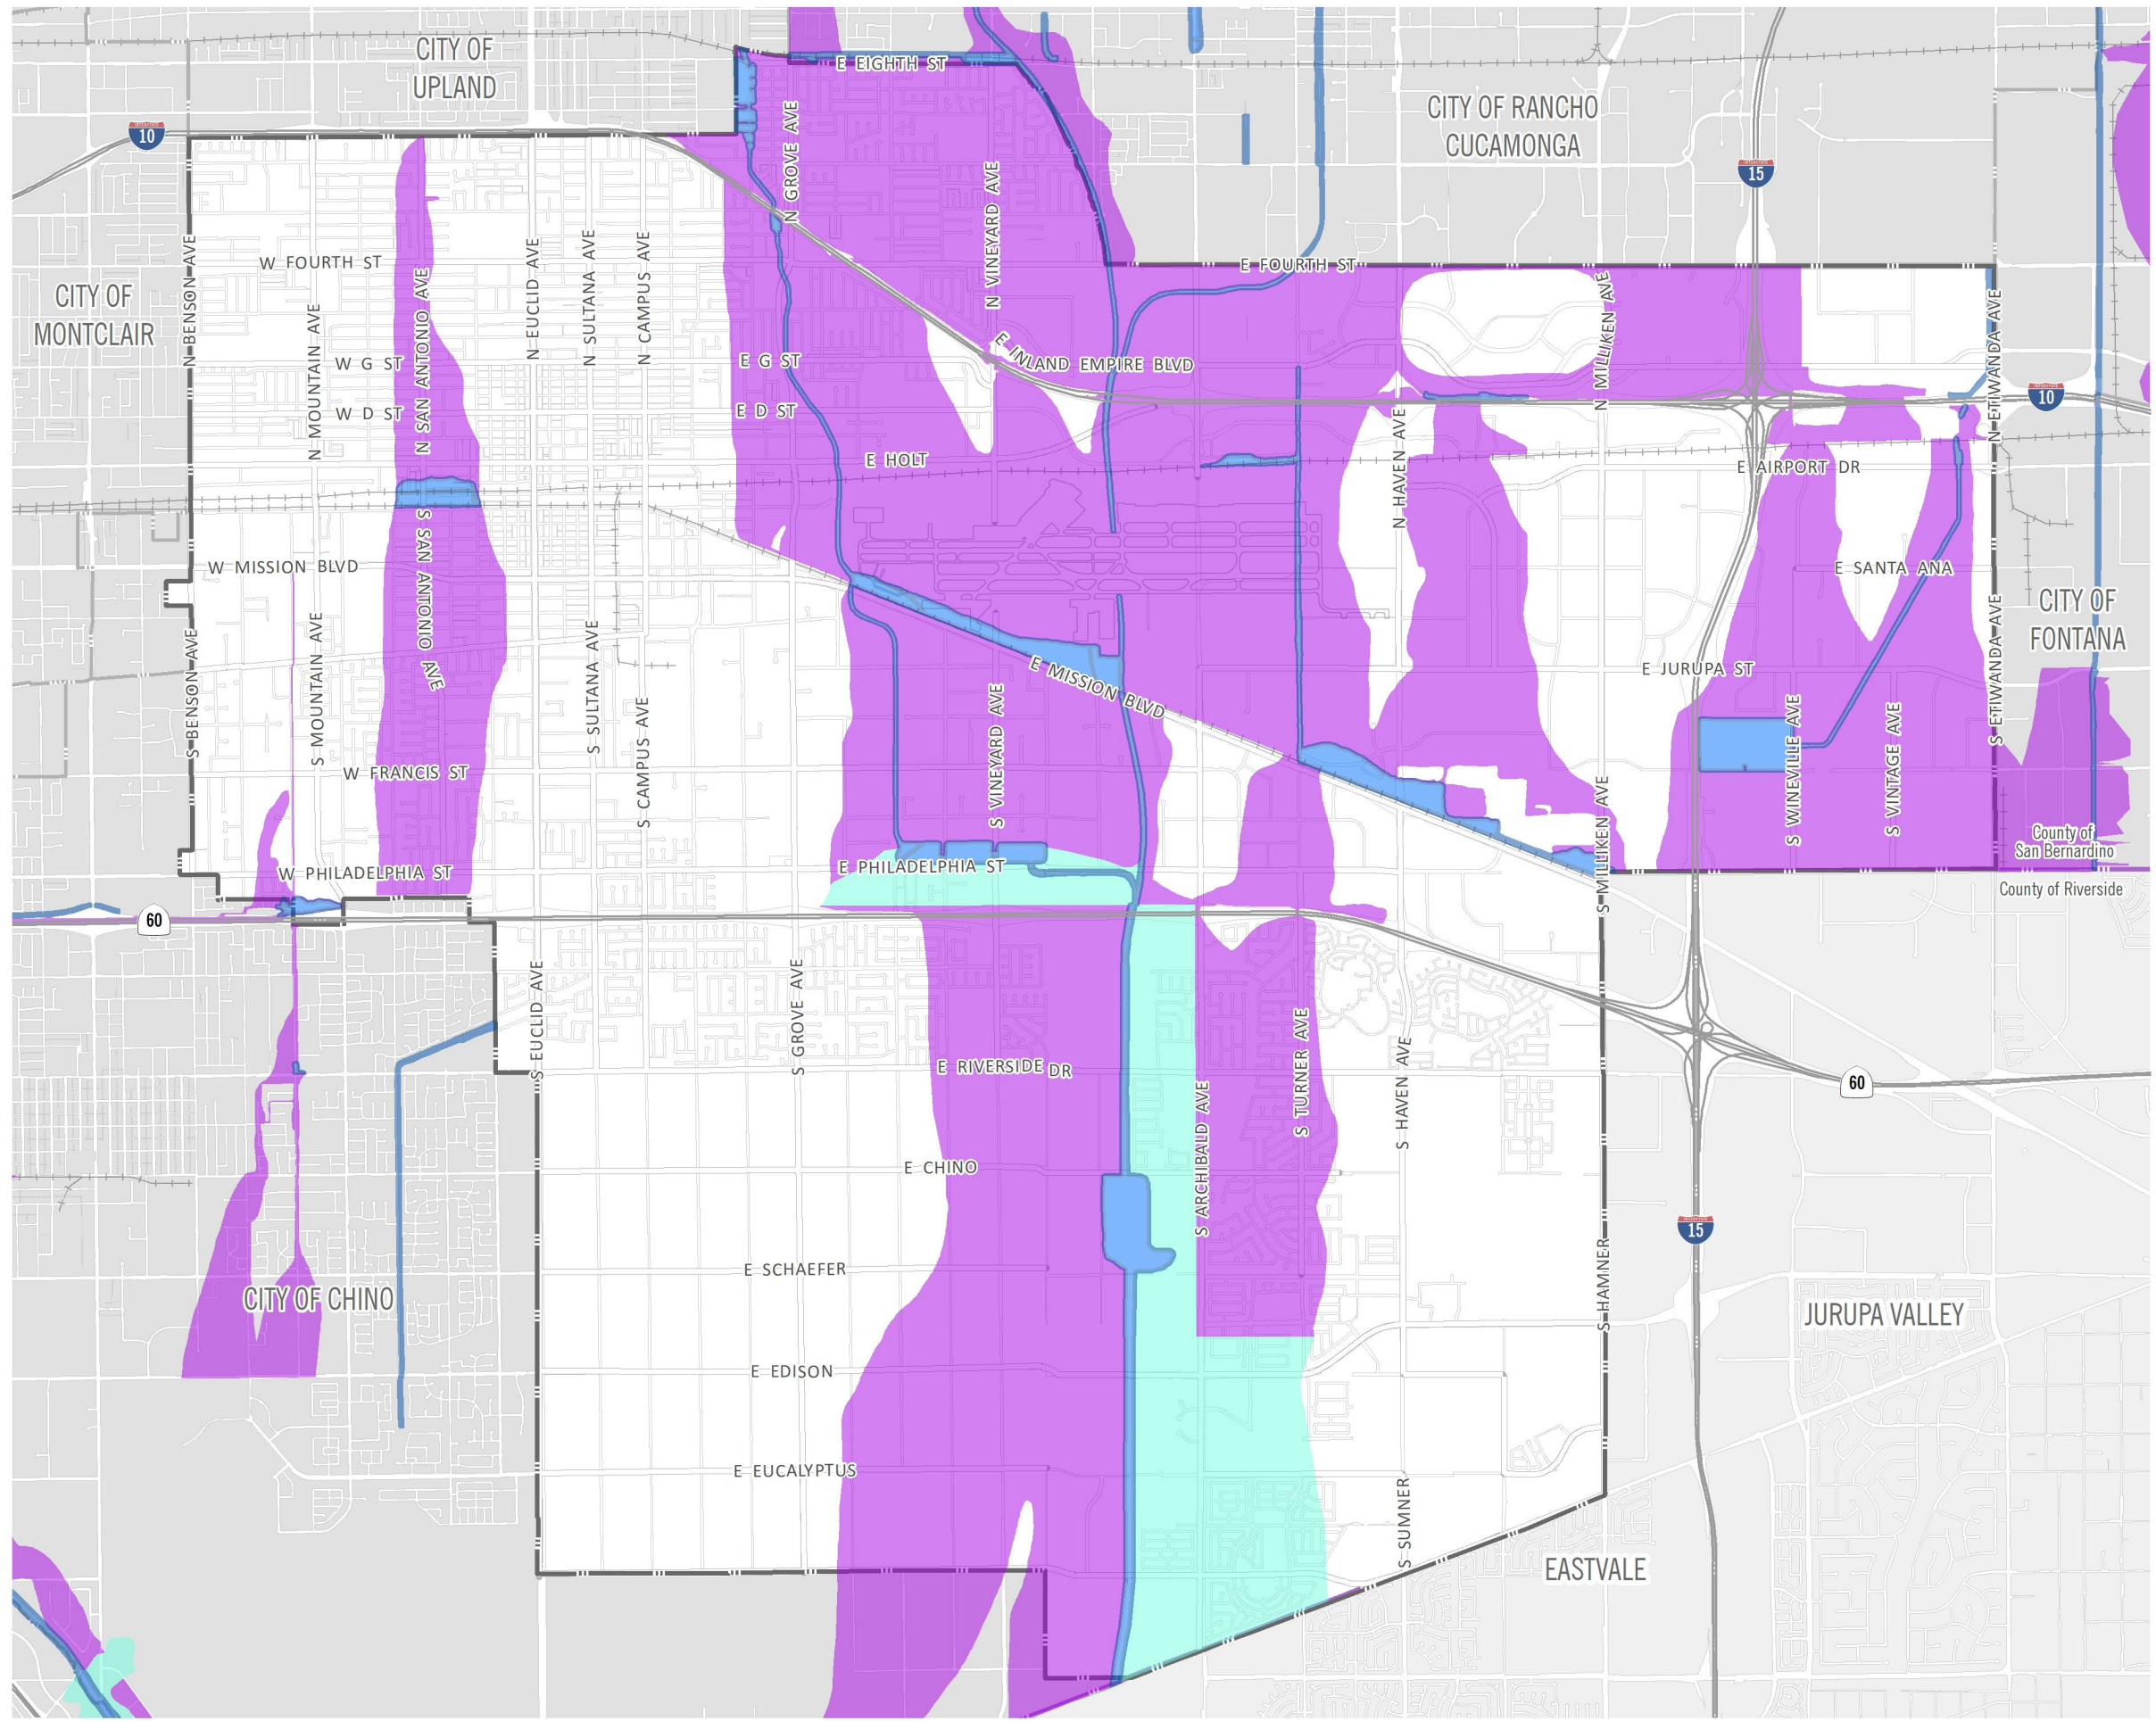 CITY OF
UPLAND
E EIGHTH ST
CITY OF RANCHO
CUCAMONGA
INTERSTATE
10
INTERSTATE
15
N GROVE AVE
N VINEYARD AVE
W FOURTH ST
E FOURTH ST
CITY OF
MONTCLAIR
N BENSON AVE
N MOUNTAIN AVE
N SAN ANTONIO AVE
N EUCLID AVE
N SULTANA AVE
N CAMPUS AVE
N MILLIKEN AVE
N ETIWANDA AVE
W G ST
E G ST
E INLAND EMPIRE BLVD
INTERSTATE
10
W D ST
E D ST
N HAVEN AVE
E HOLT
E AIRPORT DR
W MISSION BLVD
S SAN ANTONIO AVE
E SANTA ANA
CITY OF
FONTANA
S BENSON AVE
S MOUNTAIN AVE
S SULTANA AVE
S CAMPUS AVE
E MISSION BLVD
E JURUPA ST
S ETIWANDA AVE
S VINEYARD AVE
S WINEVILLE AVE
S VINTAGE AVE
W FRANCIS ST
S MILLIKEN AVE
County of
San Bernardino
W PHILADELPHIA ST
E PHILADELPHIA ST
County of Riverside
60
S EUCLID AVE
S GROVE AVE
E RIVERSIDE DR
S TURNER AVE
S HAVEN AVE
60
S ARCHIBALD AVE
E CHINO
INTERSTATE
15
E SCHAEFER
CITY OF CHINO
S HAMNER
JURUPA VALLEY
E EDISON
E EUCALYPTUS
S SUMNER
EASTVALE